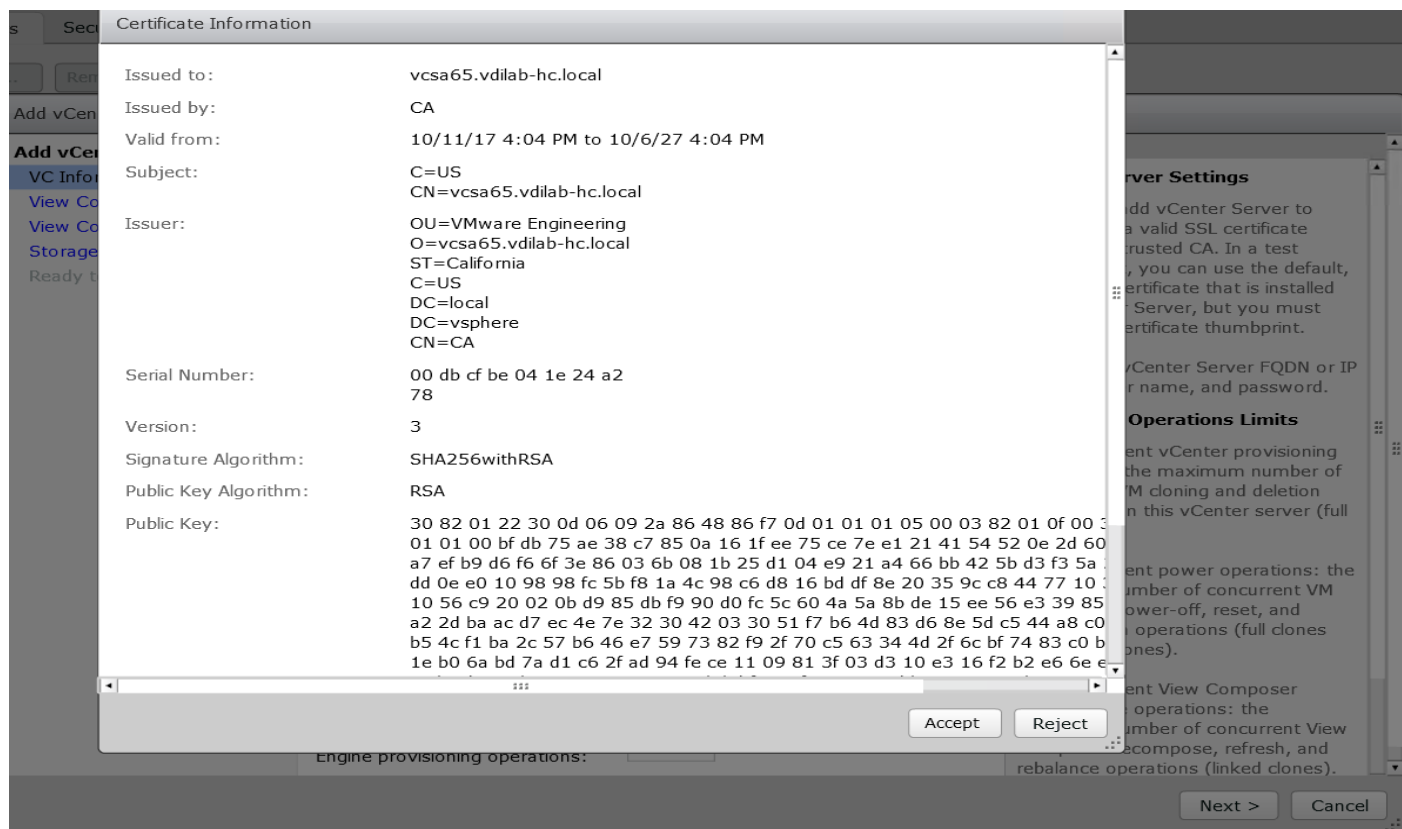 Certificate Information
s
Secu
Rem
Add vCen
Add vCe
VC Infor
View Co
View Co
Storage
Ready t
Issued to: vcsa65.vdilab-hc.local
Issued by: CA
Valid from: 10/11/17 4:04 PM to 10/6/27 4:04 PM
Subject: C=US
CN=vcsa65.vdilab-hc.local
Issuer: OU=VMware Engineering
O=vcsa65.vdilab-hc.local
ST=California
C=US
DC=local
DC=vsphere
CN=CA
Serial Number: 00 db cf be 04 1e 24 a2
78
Version: 3
Signature Algorithm: SHA256withRSA
Public Key Algorithm: RSA
Public Key: 30 82 01 22 30 0d 06 09 2a 86 48 86 f7 0d 01 01 01 05 00 03 82 01 0f 00
01 01 00 bf db 75 ae 38 c7 85 0a 16 1f ee 75 ce 7e e1 21 41 54 52 0e 2d 60
a7 ef b9 d6 f6 6f 3e 86 03 6b 08 1b 25 d1 04 e9 21 a4 66 bb 42 5b d3 f3 5a
dd 0e e0 10 98 98 fc 5b f8 1a 4c 98 c6 d8 16 bd df 8e 20 35 9c c8 44 77 10
10 56 c9 20 02 0b d9 85 db f9 90 d0 fc 5c 60 4a 5a 8b de 15 ee 56 e3 39 85
a2 2d ba ac d7 ec 4e 7e 32 30 42 03 30 51 f7 b6 4d 83 d6 8e 5d c5 44 a8 c0
b5 4c f1 ba 2c 57 b6 46 e7 59 73 82 f9 2f 70 c5 63 34 4d 2f 6c bf 74 83 c0 b
1e b0 6a bd 7a d1 c6 2f ad 94 fe ce 11 09 81 3f 03 d3 10 e3 16 f2 b2 e6 6e e
Accept Reject
Engine provisioning operations:
rver Settings
dd vCenter Server to
a valid SSL certificate
trusted CA. In a test
, you can use the default,
ertificate that is installed
Server, but you must
ertificate thumbprint.
vCenter Server FQDN or IP
r name, and password.
Operations Limits
ent vCenter provisioning
the maximum number of
M cloning and deletion
n this vCenter server (full
ent power operations: the
umber of concurrent VM
ower-off, reset, and
operations (full clones
ones).
ent View Composer
operations: the
umber of concurrent View
ecompose, refresh, and
rebalance operations (linked clones).
Next > Cancel